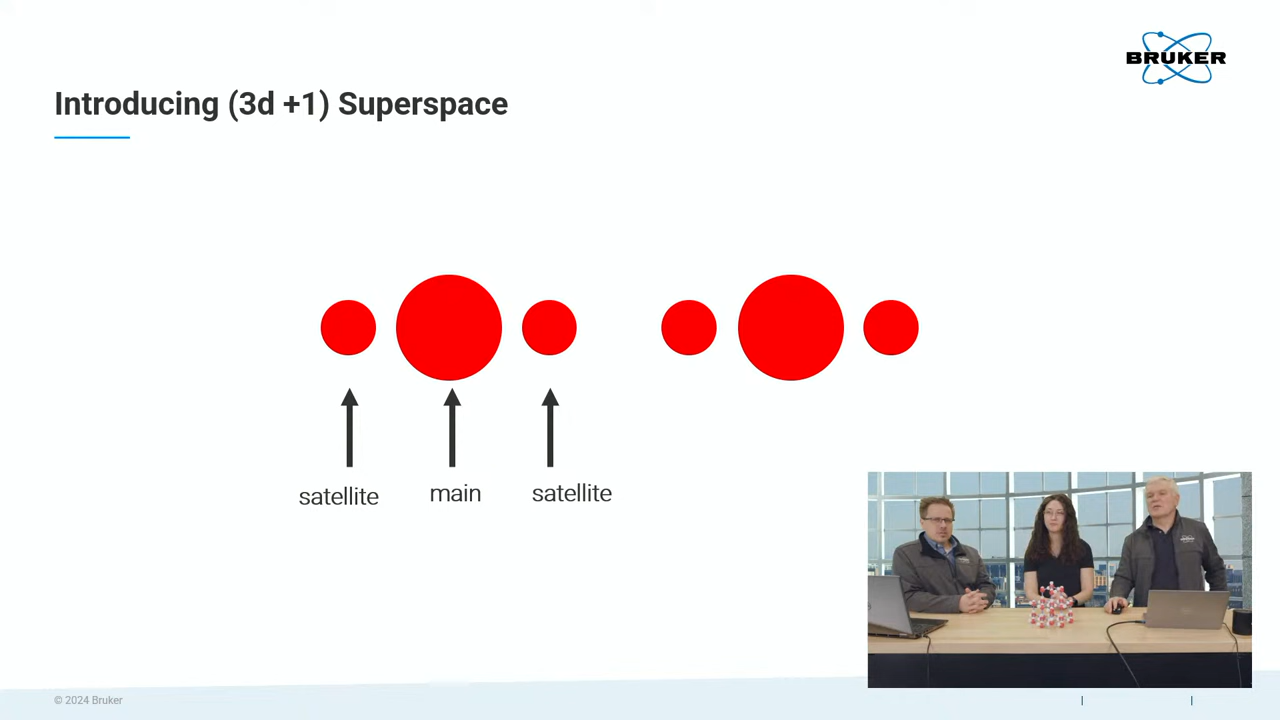 BRUKER
Introducing (3d +1) Superspace
satellite
main
satellite
© 2024 Bruker